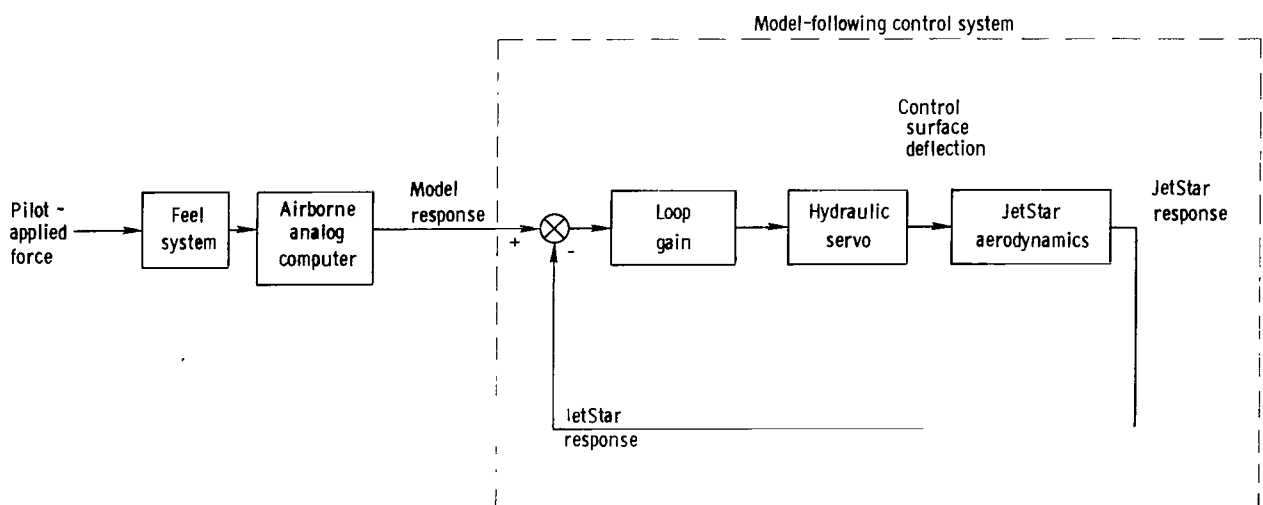 Model-following control system
Control
surface
deflection
Pilot -
applied
force
Feel
system
Airborne
analog
computer
Model
response
+
-
Loop
gain
Hydraulic
servo
JetStar
aerodynamics
JetStar
response
JetStar
response